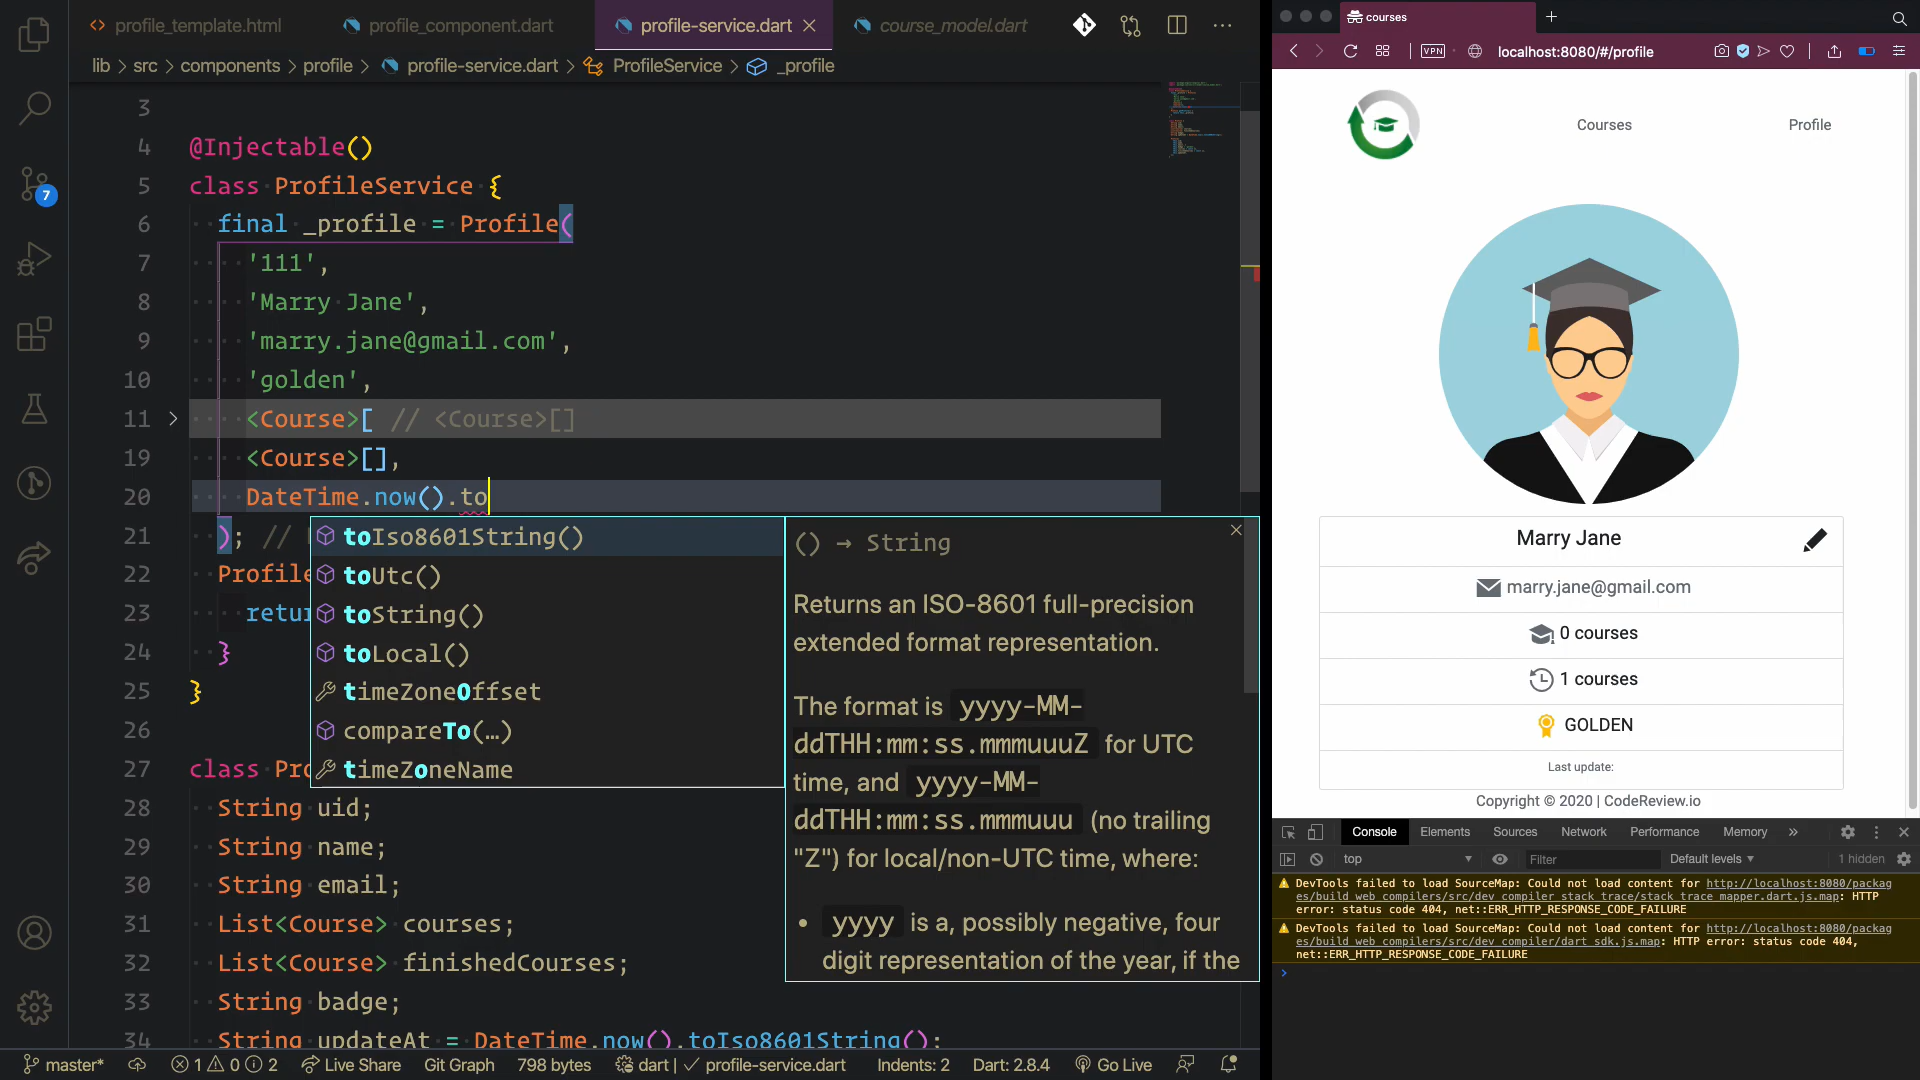 profile_template.html
profile_component.dart
profile-service.dart
course_model.dart
lib > src > components > profile > profile-service.dart > ProfileService > _profile
3
4 @Injectable()
5 class ProfileService {
6 final _profile = Profile(
7 '111',
8 'Marry Jane',
9 'marry.jane@gmail.com',
10 'golden',
11 <Course>[ // <Course>[]
19 <Course>[],
20 DateTime.now().to
21 ); //
22 Profile
23 retur
24 }
25 }
26
27 class Pro
28 String uid;
29 String name;
30 String email;
31 List<Course> courses;
32 List<Course> finishedCourses;
33 String badge;
34 String updateAt = DateTime.now().toIso8601String();
toIso8601String()
toUtc()
toString()
toLocal()
timeZoneOffset
compareTo(…)
timeZoneName
() → String
Returns an ISO-8601 full-precision
extended format representation.
The format is yyyy-MM-
ddTHH:mm:ss.mmmuuuZ for UTC
time, and yyyy-MM-
ddTHH:mm:ss.mmmuuu (no trailing
"Z") for local/non-UTC time, where:
• yyyy is a, possibly negative, four
digit representation of the year, if the
7
master* 1 0 2 Live Share Git Graph 798 bytes dart | ✓ profile-service.dart Indents: 2 Dart: 2.8.4 Go Live
courses
VPN localhost:8080/#/profile
Courses
Profile
Marry Jane
marry.jane@gmail.com
0 courses
1 courses
GOLDEN
Last update:
Copyright © 2020 | CodeReview.io
Console Elements Sources Network Performance Memory »
top Filter Default levels 1 hidden
DevTools failed to load SourceMap: Could not load content for http://localhost:8080/packag
es/build_web_compilers/src/dev_compiler_stack_trace/stack_trace_mapper.dart.js.map: HTTP
error: status code 404, net::ERR_HTTP_RESPONSE_CODE_FAILURE
DevTools failed to load SourceMap: Could not load content for http://localhost:8080/packag
es/build_web_compilers/src/dev_compiler/dart_sdk.js.map: HTTP error: status code 404,
net::ERR_HTTP_RESPONSE_CODE_FAILURE